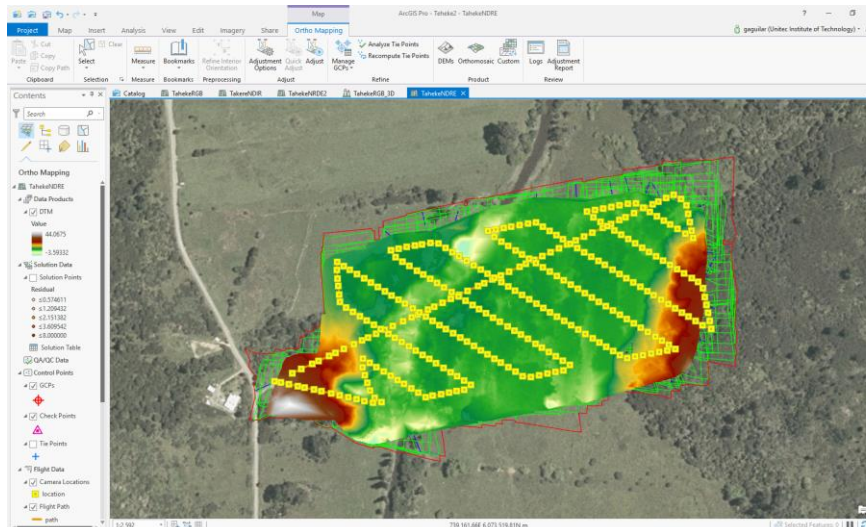 Map
ArcGIS Pro - Taheke2 - TahekeNDRE
? — □ ×
Project Map Insert Analysis View Edit Imagery Share Ortho Mapping
geguilar (Unitec Institute of Technology)
Paste
Cut
Copy
Copy Path
Clipboard
Select
Clear
Selection
Measure
Measure
Bookmarks
Bookmarks
Refine Interior Orientation
Preprocessing
Adjustment Options
Quick Adjust
Adjust
Adjust
Manage GCPs
Analyze Tie Points
Recompute Tie Points
Refine
DEMs
Orthomosaic
Custom
Product
Logs
Adjustment Report
Review
Contents
Catalog TahekeRGB TakereNDIR TahekeNRDE2 TahekeRGB_3D TahekeNDRE
Search
Ortho Mapping
TahekeNDRE
Data Products
DTM
Value
44.0675
-3.59332
Solution Data
Solution Points
Residual
≤0.574611
≤1.209432
≤2.151382
≤3.609542
≤8.000000
Solution Table
QA/QC Data
Control Points
GCPs
Check Points
Tie Points
Flight Data
Camera Locations
location
Flight Path
path
1:2,592
Selected Features: 0